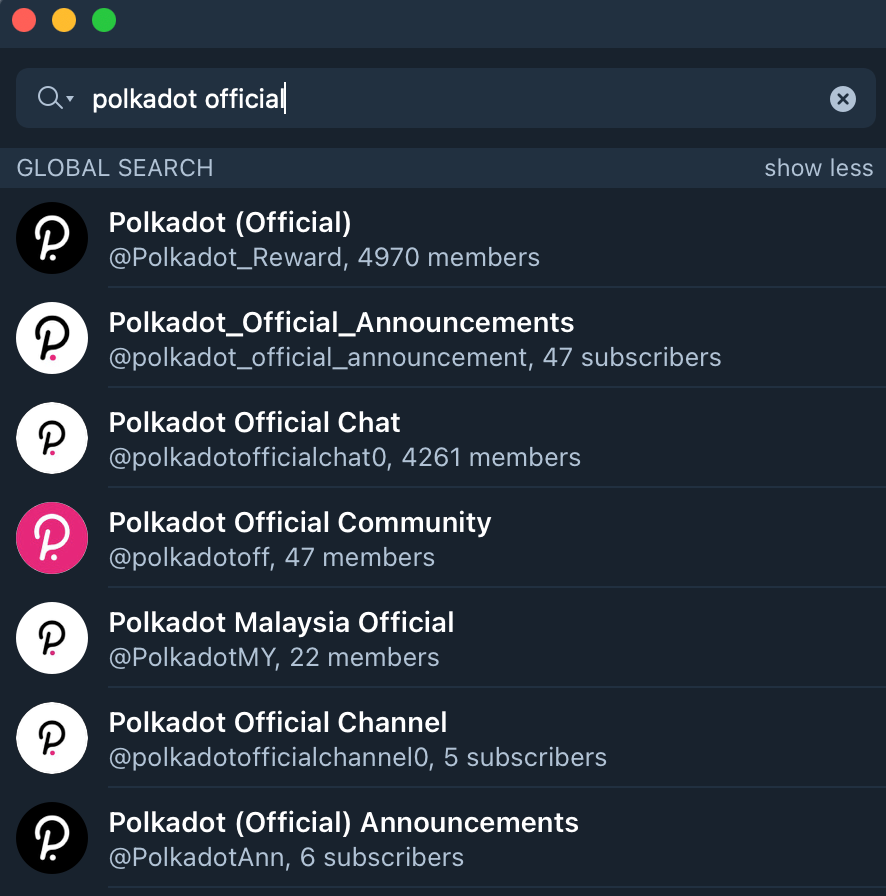 polkadot official
GLOBAL SEARCH show less
Polkadot (Official)
@Polkadot_Reward, 4970 members
Polkadot_Official_Announcements
@polkadot_official_announcement, 47 subscribers
Polkadot Official Chat
@polkadotofficialchat0, 4261 members
Polkadot Official Community
@polkadotoff, 47 members
Polkadot Malaysia Official
@PolkadotMY, 22 members
Polkadot Official Channel
@polkadotofficialchannel0, 5 subscribers
Polkadot (Official) Announcements
@PolkadotAnn, 6 subscribers